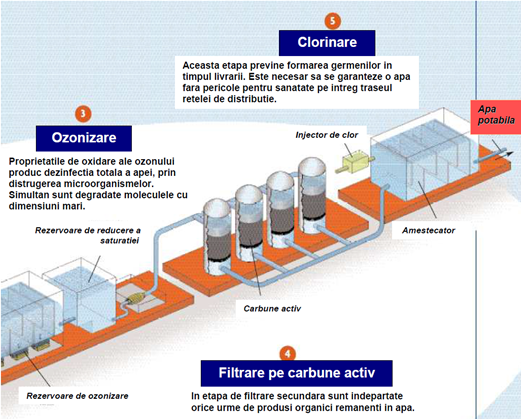 5
Clorinare
Aceasta etapa previne formarea germenilor in
timpul livrarii. Este necesar sa se garanteze o apa
fara pericole pentru sanatate pe intreg traseul
retelei de distributie.
3
Ozonizare
Proprietatile de oxidare ale ozonului
produc dezinfectia totala a apei, prin
distrugerea microorganismelor.
Simultan sunt degradate moleculele cu
dimensiuni mari.
Injector de clor
Apa
potabila
Rezervoare de reducere a
saturatiei
Amestecator
Carbune activ
Rezervoare de ozonizare
4
Filtrare pe carbune activ
In etapa de filtrare secundara sunt indepartate
orice urme de produsi organici remanenti in apa.